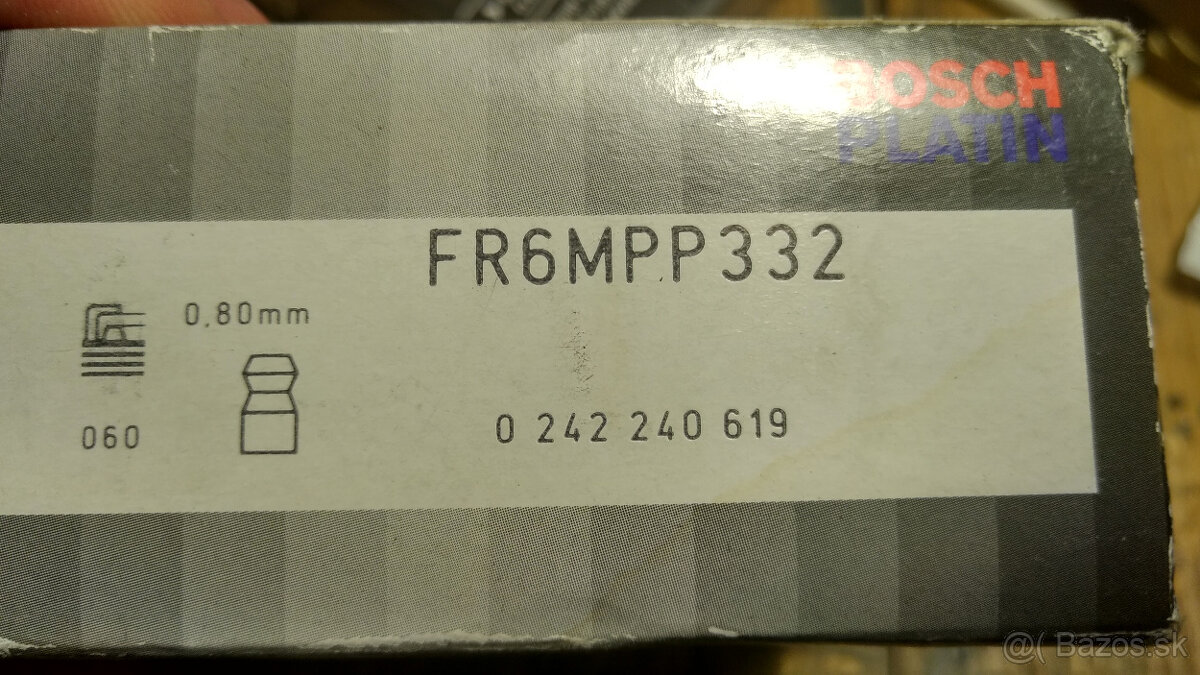 BOSCH
PLATIN
FR6MPP332
0,80mm
060
0 242 240 619
@( Bazos.sk